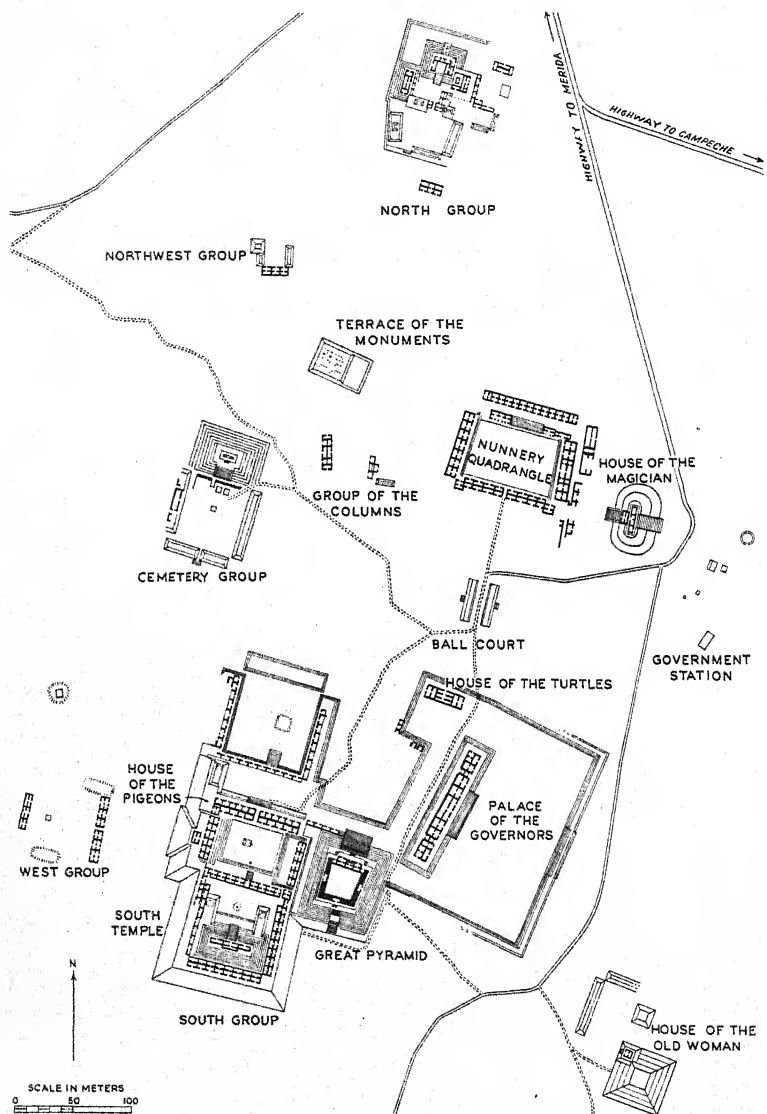 HIGHWAY TO MERIDA
HIGHWAY TO CAMPECHE
NORTH GROUP
NORTHWEST GROUP
TERRACE OF THE
MONUMENTS
NUNNERY
QUADRANGLE
HOUSE OF THE
MAGICIAN
GROUP OF THE
COLUMNS
CEMETERY GROUP
BALL COURT
GOVERNMENT
STATION
HOUSE OF THE TURTLES
HOUSE
OF THE
PIGEONS
PALACE
OF THE
GOVERNORS
WEST GROUP
SOUTH
TEMPLE
GREAT PYRAMID
SOUTH GROUP
HOUSE OF THE
OLD WOMAN
N
SCALE IN METERS
0 50 100